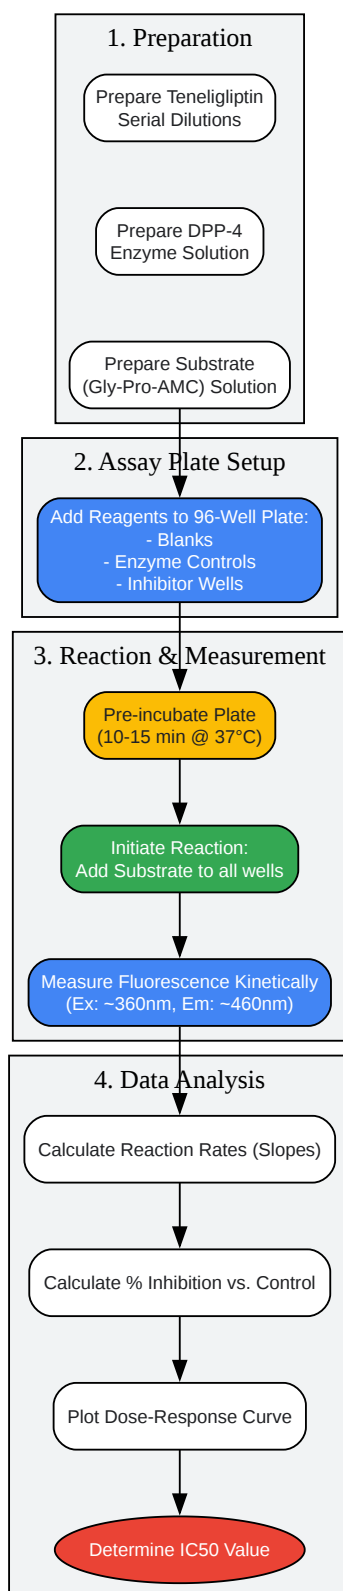 1. Preparation
Prepare Teneligliptin
Serial Dilutions
Prepare DPP-4
Enzyme Solution
Prepare Substrate
(Gly-Pro-AMC) Solution
2. Assay Plate Setup
Add Reagents to 96-Well Plate:
- Blanks
- Enzyme Controls
- Inhibitor Wells
3. Reaction & Measurement
Pre-incubate Plate
(10-15 min @ 37°C)
Initiate Reaction:
Add Substrate to all wells
Measure Fluorescence Kinetically
(Ex: ~360nm, Em: ~460nm)
4. Data Analysis
Calculate Reaction Rates (Slopes)
Calculate % Inhibition vs. Control
Plot Dose-Response Curve
Determine IC50 Value